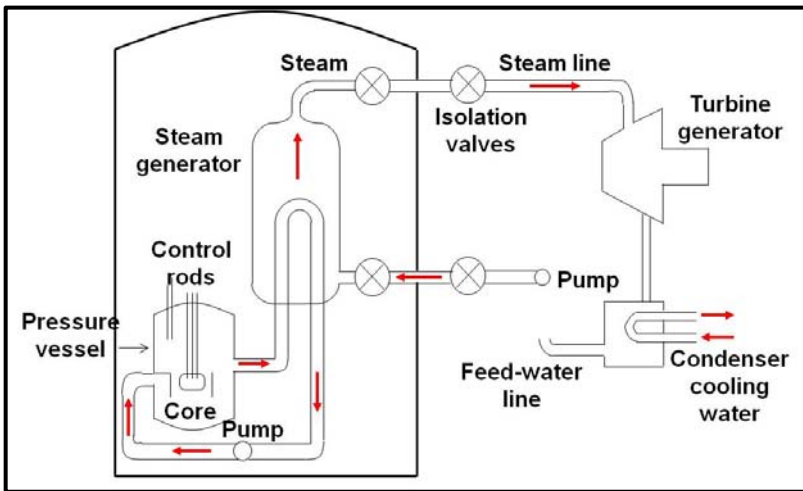 Steam
Steam line
Turbine
generator
Isolation
valves
Steam
generator
Control
rods
Pump
Pressure
vessel
Feed-water
line
Condenser
cooling
water
Core
Pump